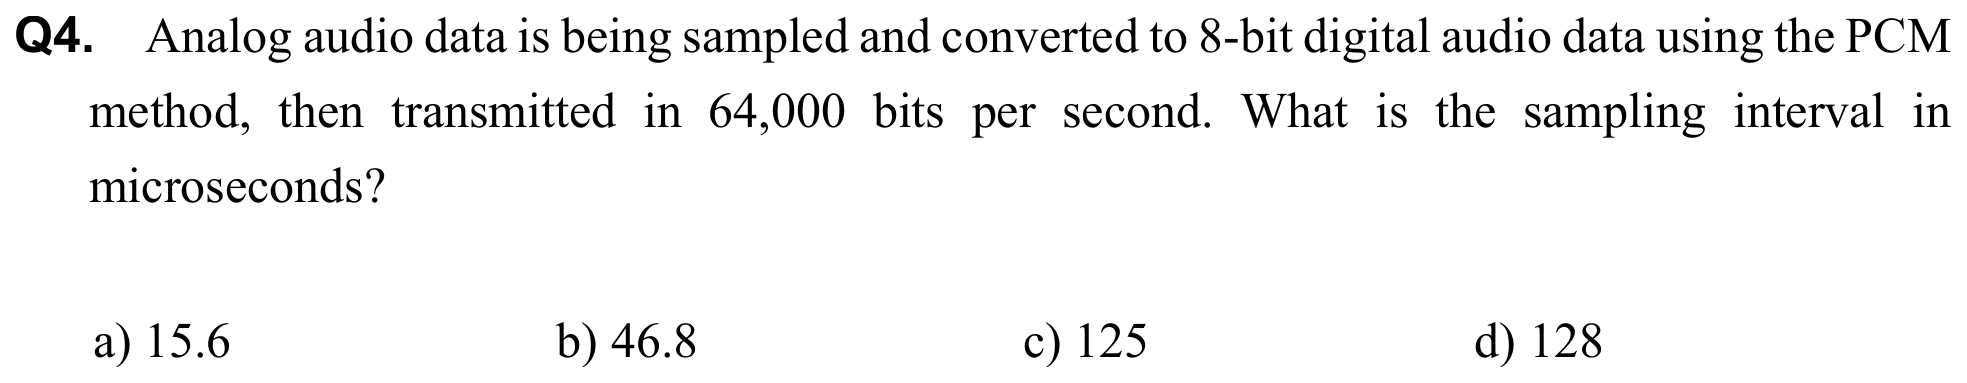 Q4. Analog audio data is being sampled and converted to 8-bit digital audio data using the PCM
method, then transmitted in 64,000 bits per second. What is the sampling interval in
microseconds?
a) 15.6 b) 46.8 c) 125 d) 128